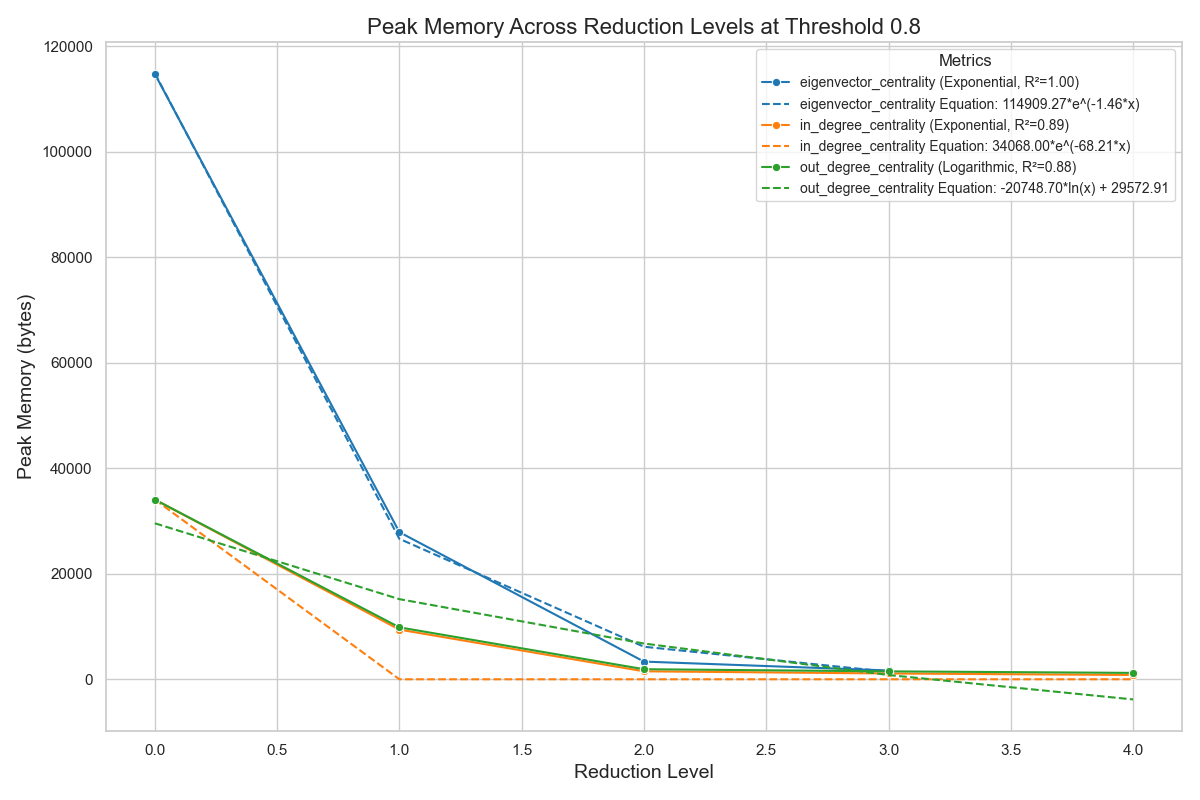 Peak Memory Across Reduction Levels at Threshold 0.8
Metrics
eigenvector_centrality (Exponential, R²=1.00)
eigenvector_centrality Equation: 114909.27*e^(-1.46*x)
in_degree_centrality (Exponential, R²=0.89)
in_degree_centrality Equation: 34068.00*e^(-68.21*x)
out_degree_centrality (Logarithmic, R²=0.88)
out_degree_centrality Equation: -20748.70*ln(x) + 29572.91
Peak Memory (bytes)
120000
100000
80000
60000
40000
20000
0
0.0 0.5 1.0 1.5 2.0 2.5 3.0 3.5 4.0
Reduction Level